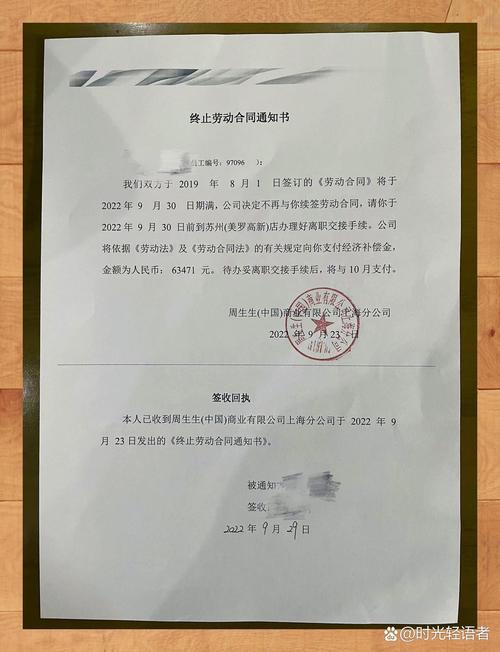 终止劳动合同通知书
员工编号：97096 ）：
我们双方于 2019 年 8 月 1 日签订的《劳动合同》将于
2022 年 9 月 30 日期满，公司决定不再与你续签劳动合同，请你于
2022 年 9 月 30 日前到苏州(美罗高新)店办理好离职交接手续。公司
将依据《劳动法》及《劳动合同法》的有关规定向你支付经济补偿金，
金额为人民币：63471 元。待办妥离职交接手续后，将与 10 月支付。
周生生(中国)商业有限公司上海分公司
2022 年 9 月 23 日
签收回执
本人已收到周生生(中国)商业有限公司上海分公司于 2022 年 9
月 23 日发出的《终止劳动合同通知书》。
被通知
签收
2022 年 9 月 29 日
@时光轻语者